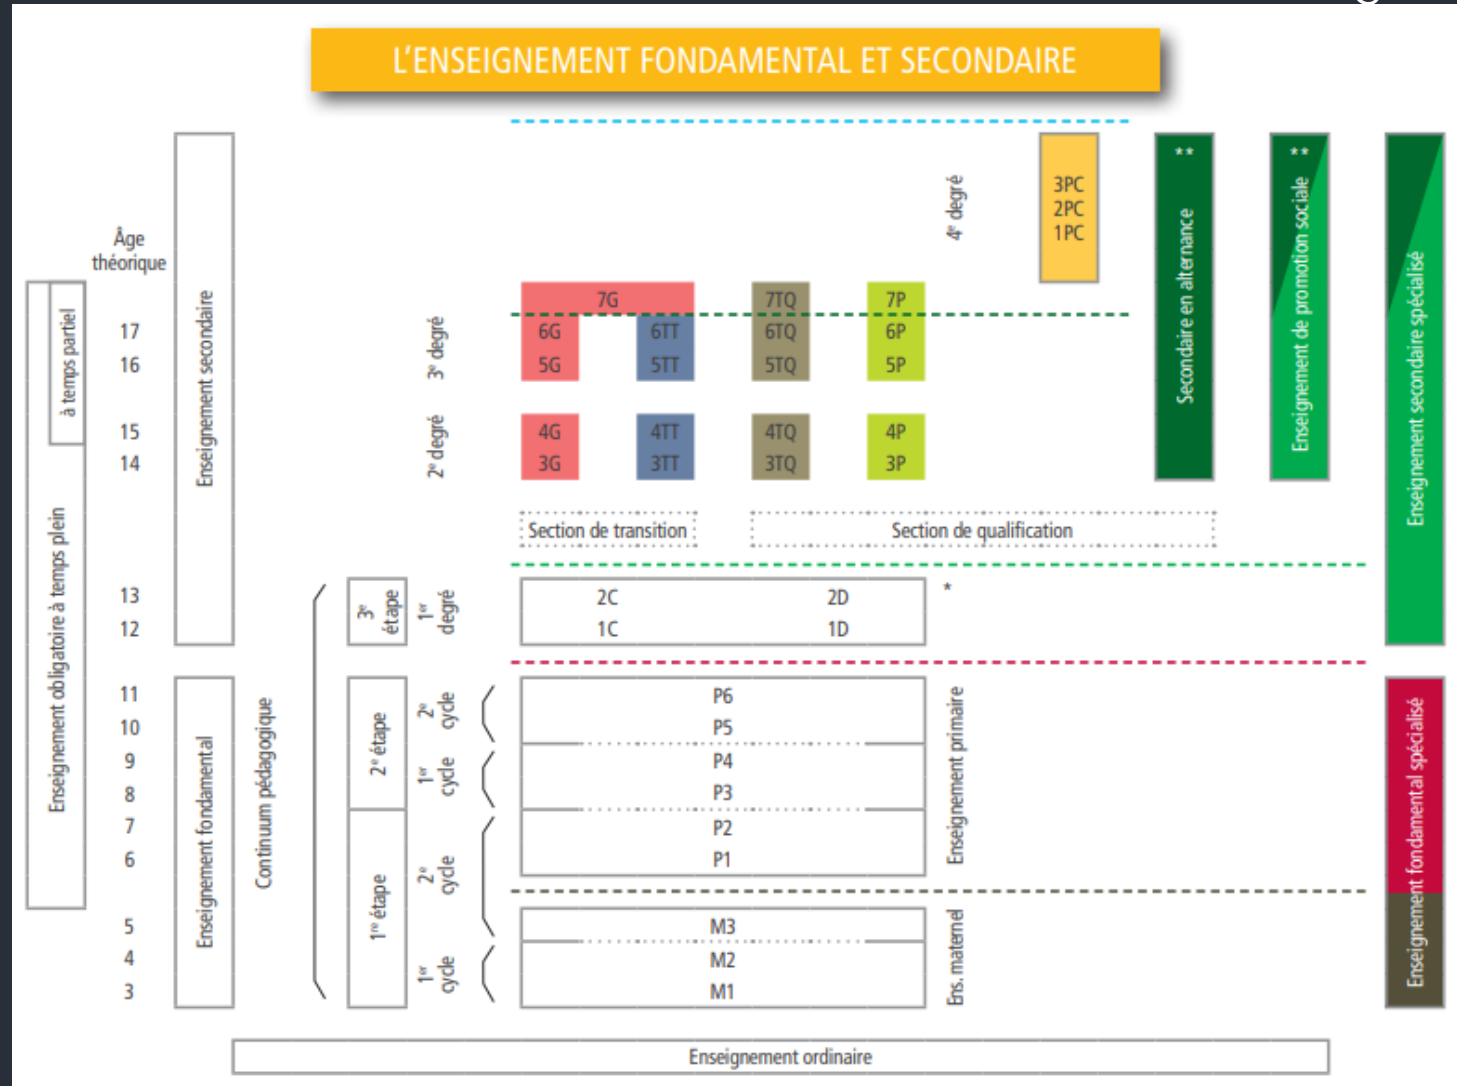 L'ENSEIGNEMENT FONDAMENTAL ET SECONDAIRE
Âge
théorique
17
16
15
14
13
12
11
10
9
8
7
6
5
4
3
à temps partiel
Enseignement obligatoire à temps plein
Enseignement secondaire
Enseignement fondamental
Continuum pédagogique
3e étape
2e étape
1re étape
4e degré
3e degré
2e degré
1er degré
2e cycle
1er cycle
2e cycle
1er cycle
3PC
2PC
1PC
7G 7TQ 7P
6G 6TT 6TQ 6P
5G 5TT 5TQ 5P
4G 4TT 4TQ 4P
3G 3TT 3TQ 3P
Section de transition
Section de qualification
2C 2D *
1C 1D
P6
P5
P4
P3
P2
P1
M3
M2
M1
Enseignement primaire
Ens. maternel
Secondaire en alternance **
Enseignement de promotion sociale **
Enseignement secondaire spécialisé
Enseignement fondamental spécialisé
Enseignement ordinaire